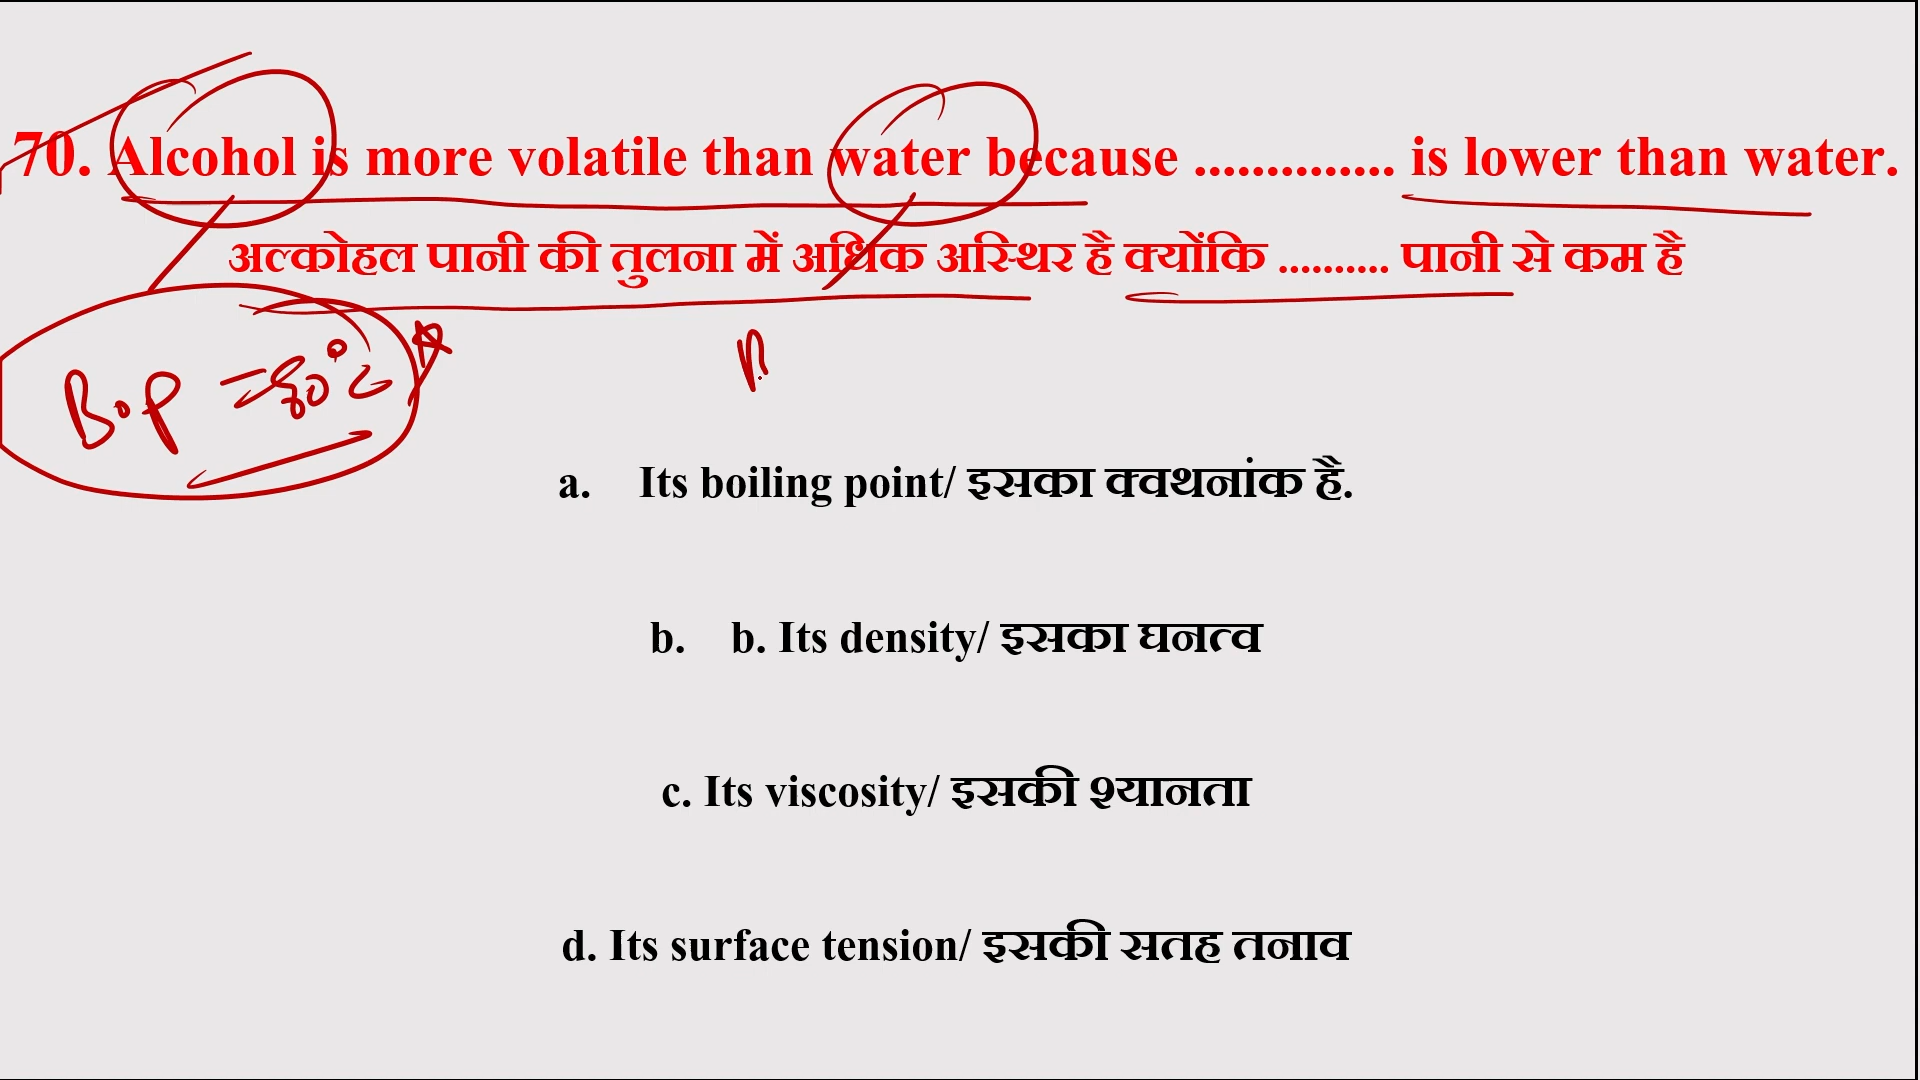 70. Alcohol is more volatile than water because .............. is lower than water.
अल्कोहल पानी की तुलना में अधिक अस्थिर है क्योंकि .......... पानी से कम है
B.P = 80°C
a. Its boiling point/ इसका क्वथनांक है.
b. b. Its density/ इसका घनत्व
c. Its viscosity/ इसकी श्यानता
d. Its surface tension/ इसकी सतह तनाव